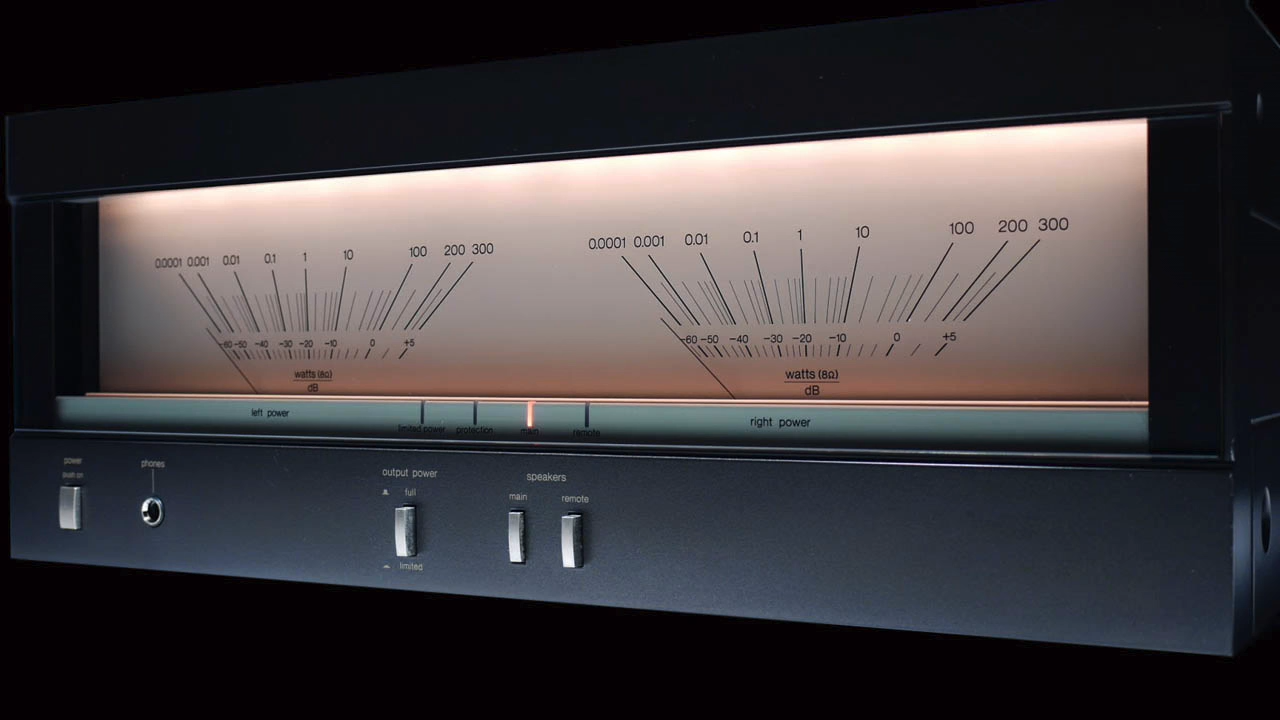 0.0001 0.001 0.01 0.1 1 10 100 200 300
-60 -50 -40 -30 -20 -10 0 +5
watts (8Ω)
dB
0.0001 0.001 0.01 0.1 1 10 100 200 300
-60 -50 -40 -30 -20 -10 0 +5
watts (8Ω)
dB
left power
limited power protection main remote
right power
power
push on
phones
output power
full
limited
speakers
main remote